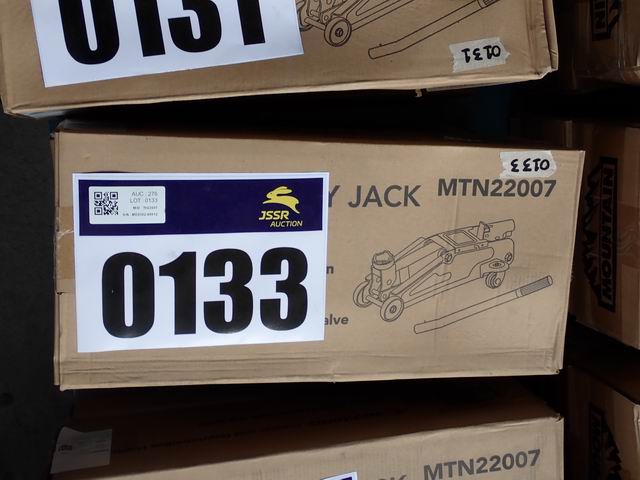 0131
0131
0133
Y JACK MTN22007
AUC : 276
LOT : 0133
JSSR
AUCTION
0133
alve
MTN22007